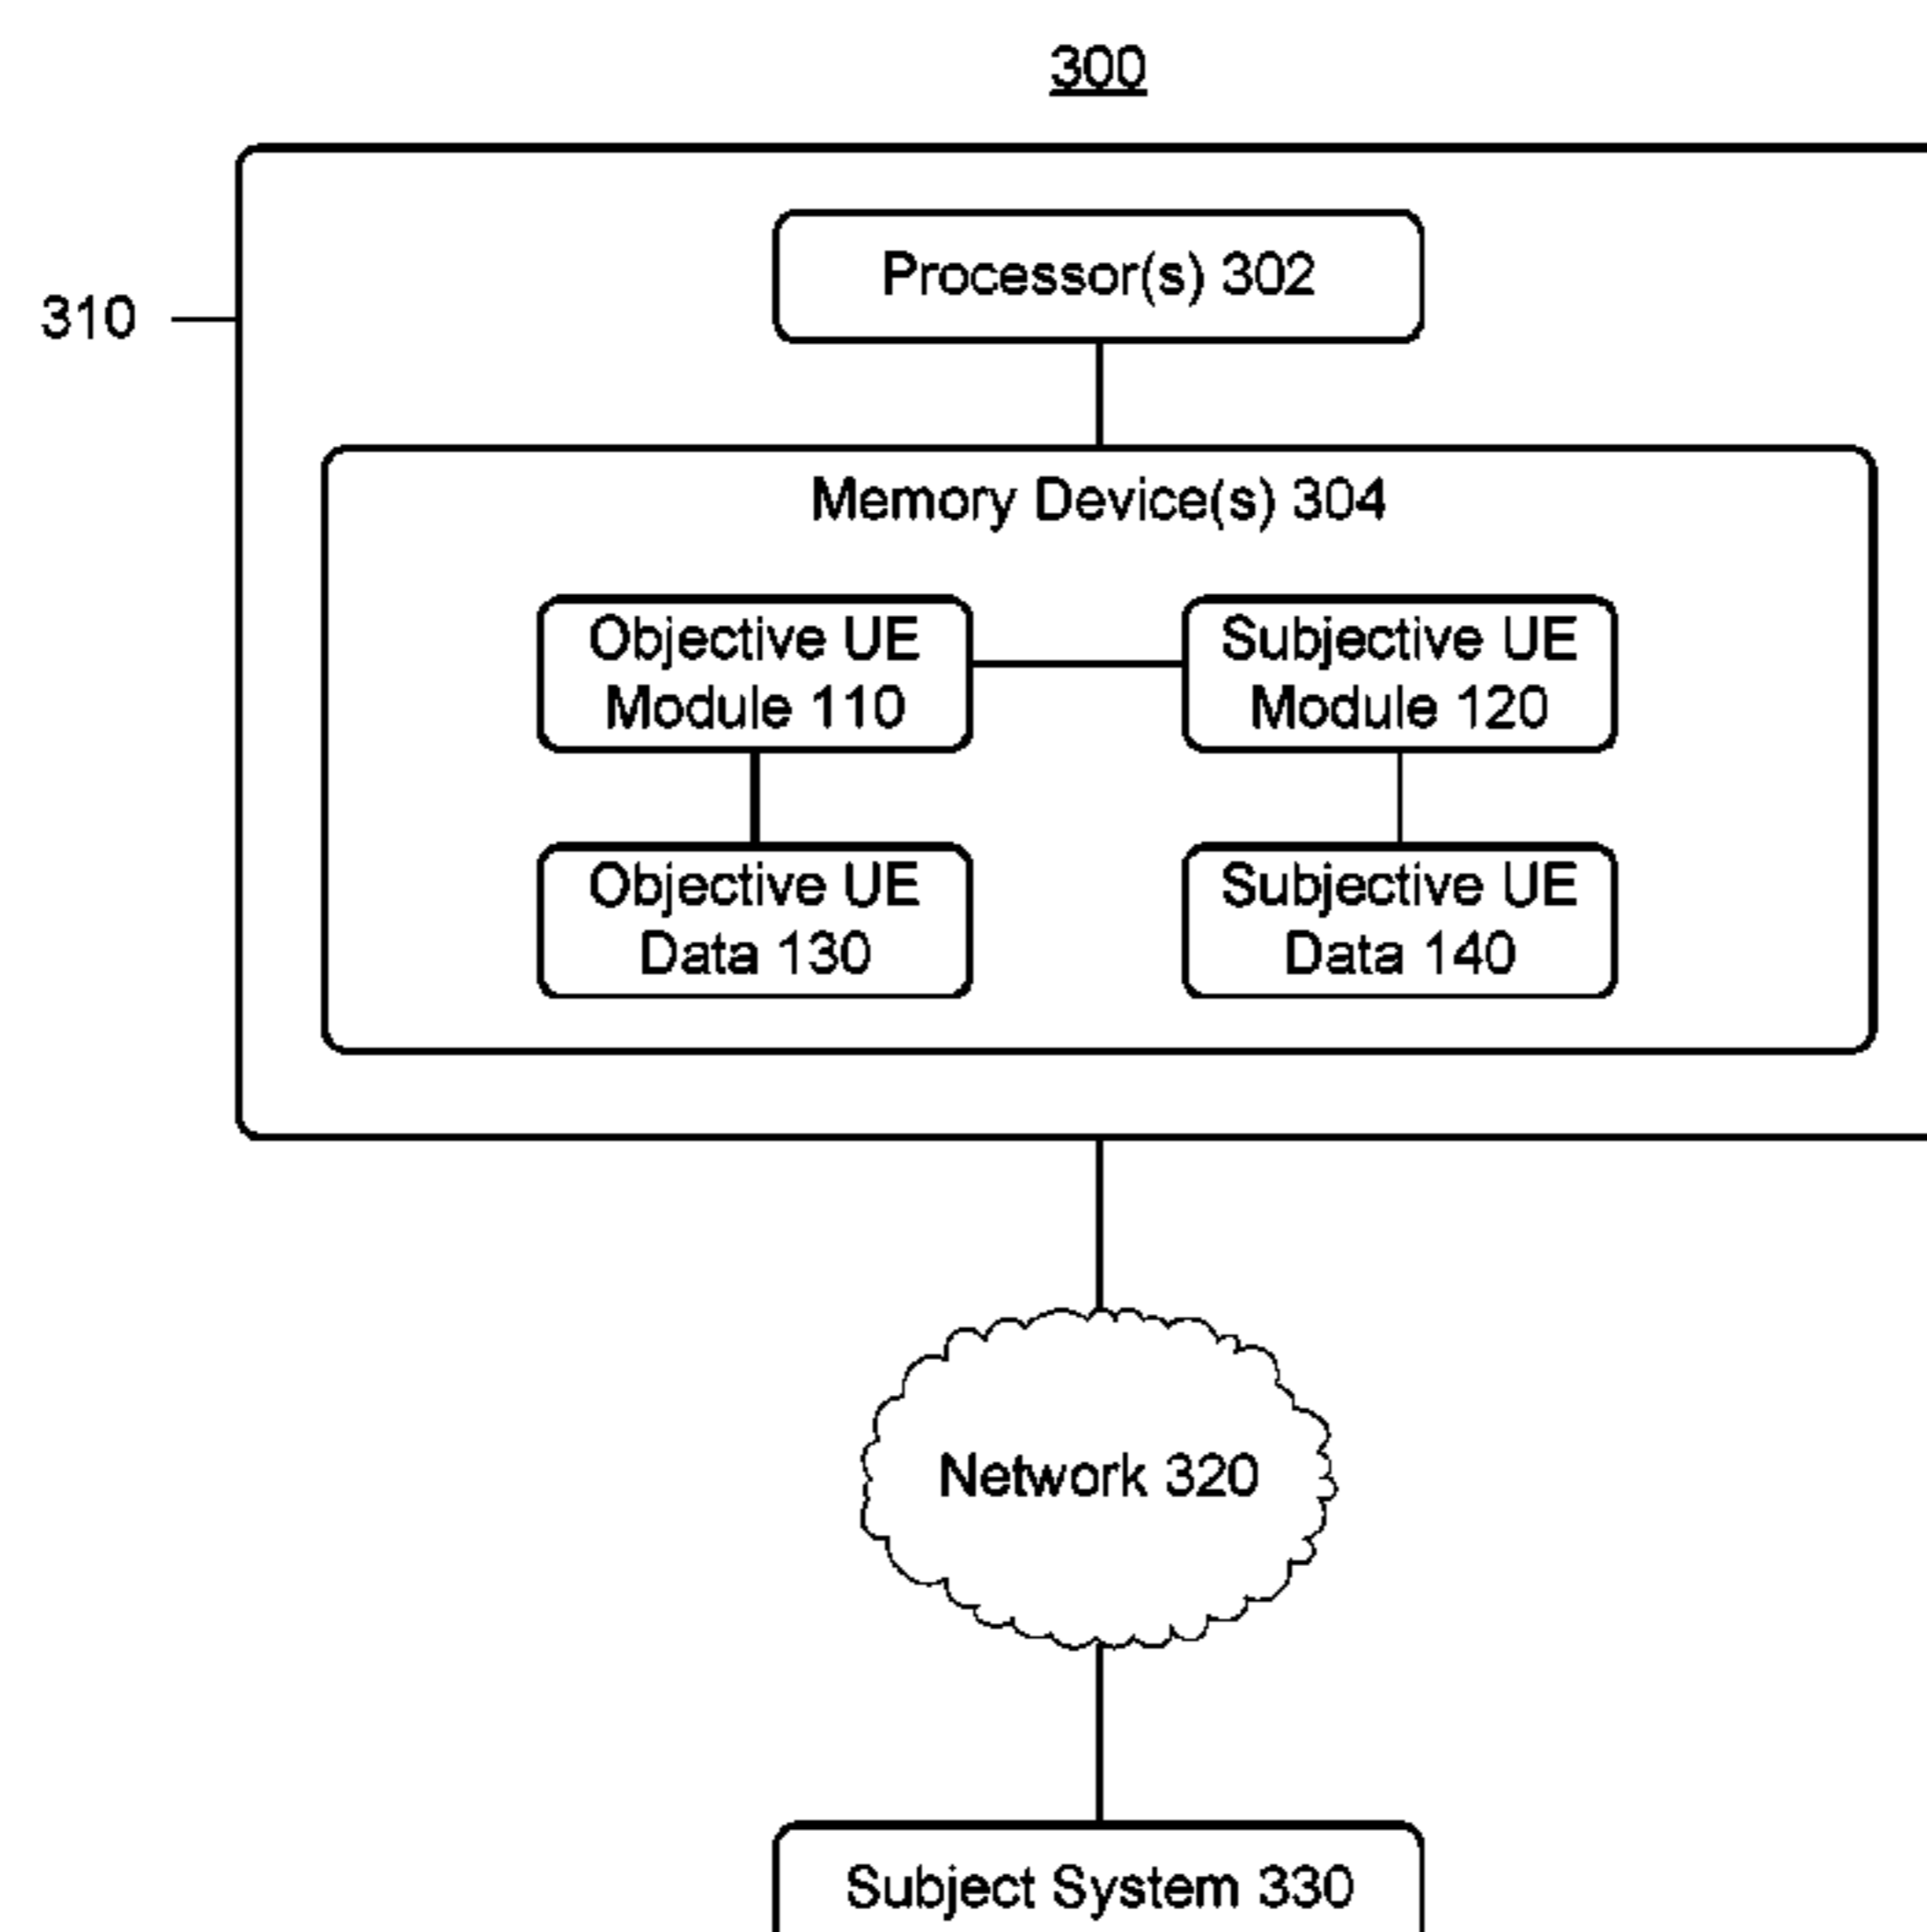 300
310
Processor(s) 302
Memory Device(s) 304
Objective UE
Module 110
Subjective UE
Module 120
Objective UE
Data 130
Subjective UE
Data 140
Network 320
Subject System 330